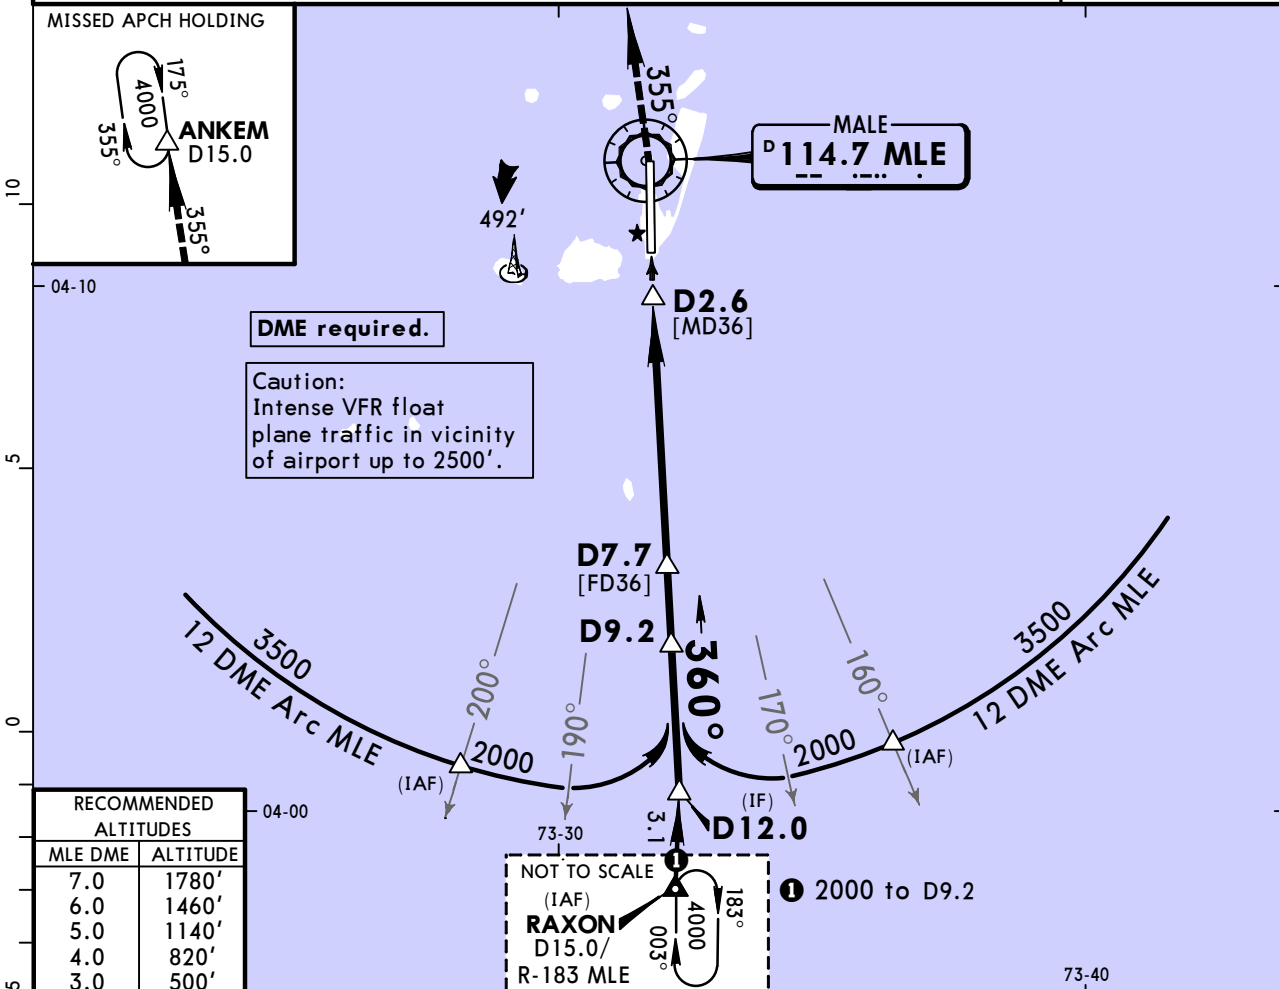 MISSED APCH HOLDING
175°
4000
355°
ANKEM
D15.0
355°
355°
MALE
D 114.7 MLE
10
492'
04-10
D2.6
[MD36]
DME required.
Caution:
Intense VFR float
plane traffic in vicinity
of airport up to 2500'.
5
D7.7
[FD36]
D9.2
360°
3500
12 DME Arc MLE
200°
190°
170°
160°
3500
12 DME Arc MLE
0
2000
(IAF)
2000
(IAF)
(IF)
D12.0
3.1
04-00
73-30
RECOMMENDED
ALTITUDES
MLE DME ALTITUDE
7.0 1780'
6.0 1460'
5.0 1140'
4.0 820'
3.0 500'
NOT TO SCALE
1
(IAF)
RAXON
D15.0/
R-183 MLE
183°
4000
003°
1 2000 to D9.2
73-40
5